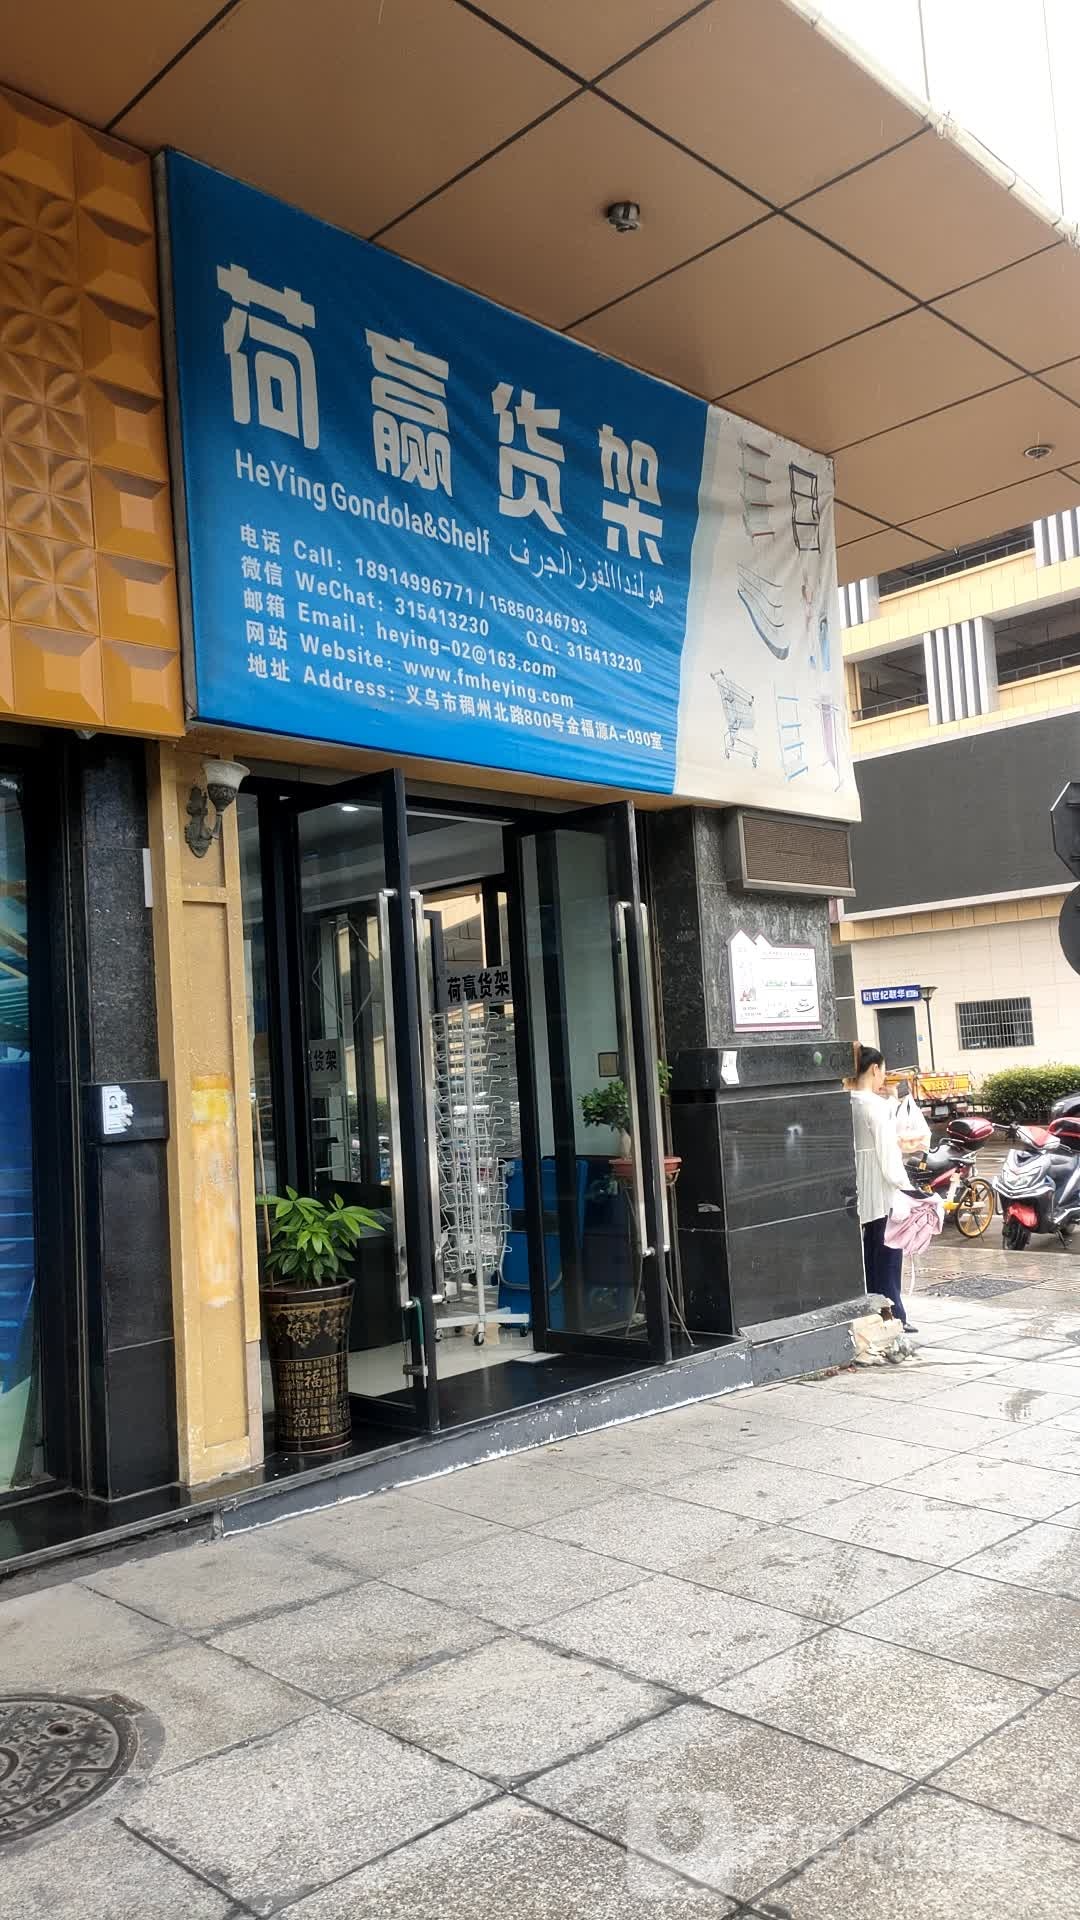 荷赢货架
HeYing Gondola&Shelf
هولنداالفوزالجرف
电话 Call: 18914996771 / 15850346793
微信 WeChat: 315413230 QQ: 315413230
邮箱 Email: heying-02@163.com
网站 Website: www.fmheying.com
地址 Address: 义乌市稠州北路800号金福源A-090室
荷赢货架
货架
世纪联华
福
福